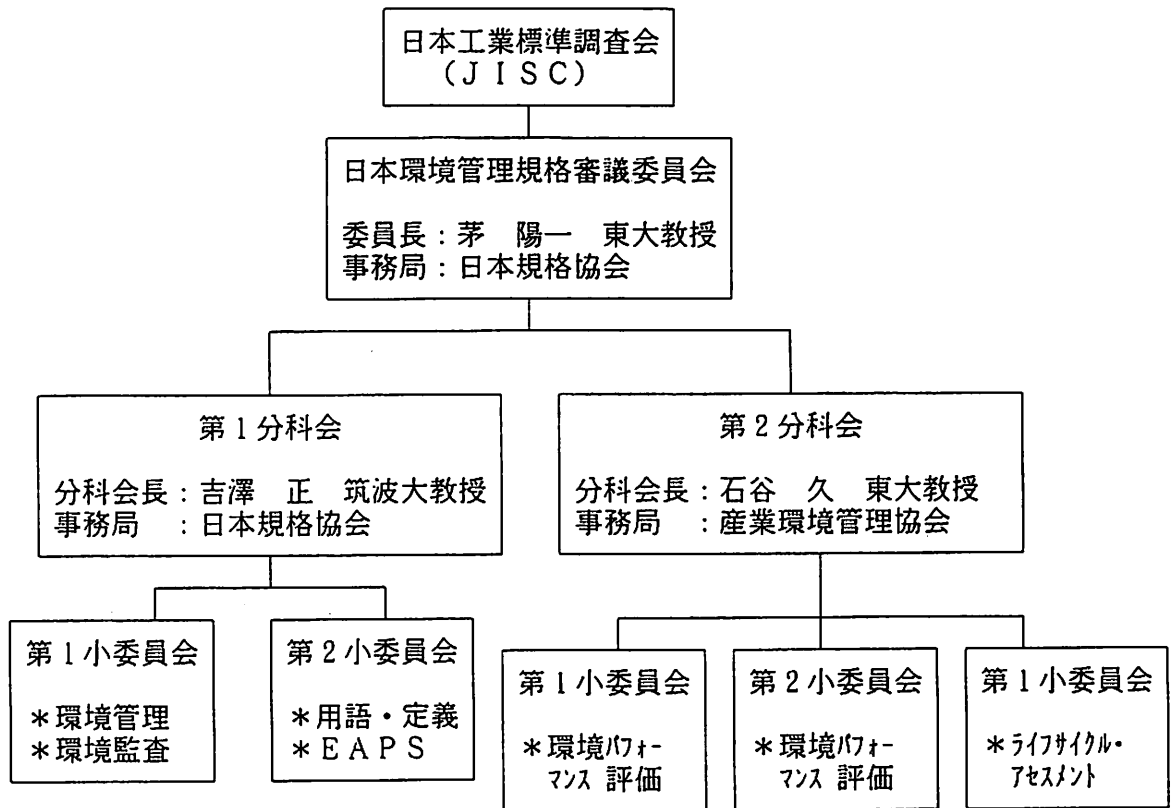 日本工業標準調査会
(JISC)
日本環境管理規格審議委員会
委員長:茅 陽一 東大教授
事務局:日本規格協会
第1分科会
分科会長:吉澤 正 筑波大教授
事務局 :日本規格協会
第2分科会
分科会長:石谷 久 東大教授
事務局 :産業環境管理協会
第1小委員会
*環境管理
*環境監査
第2小委員会
*用語・定義
*EAPS
第1小委員会
*環境パフォー
マンス 評価
第2小委員会
*環境パフォー
マンス 評価
第1小委員会
*ライフサイクル・
アセスメント